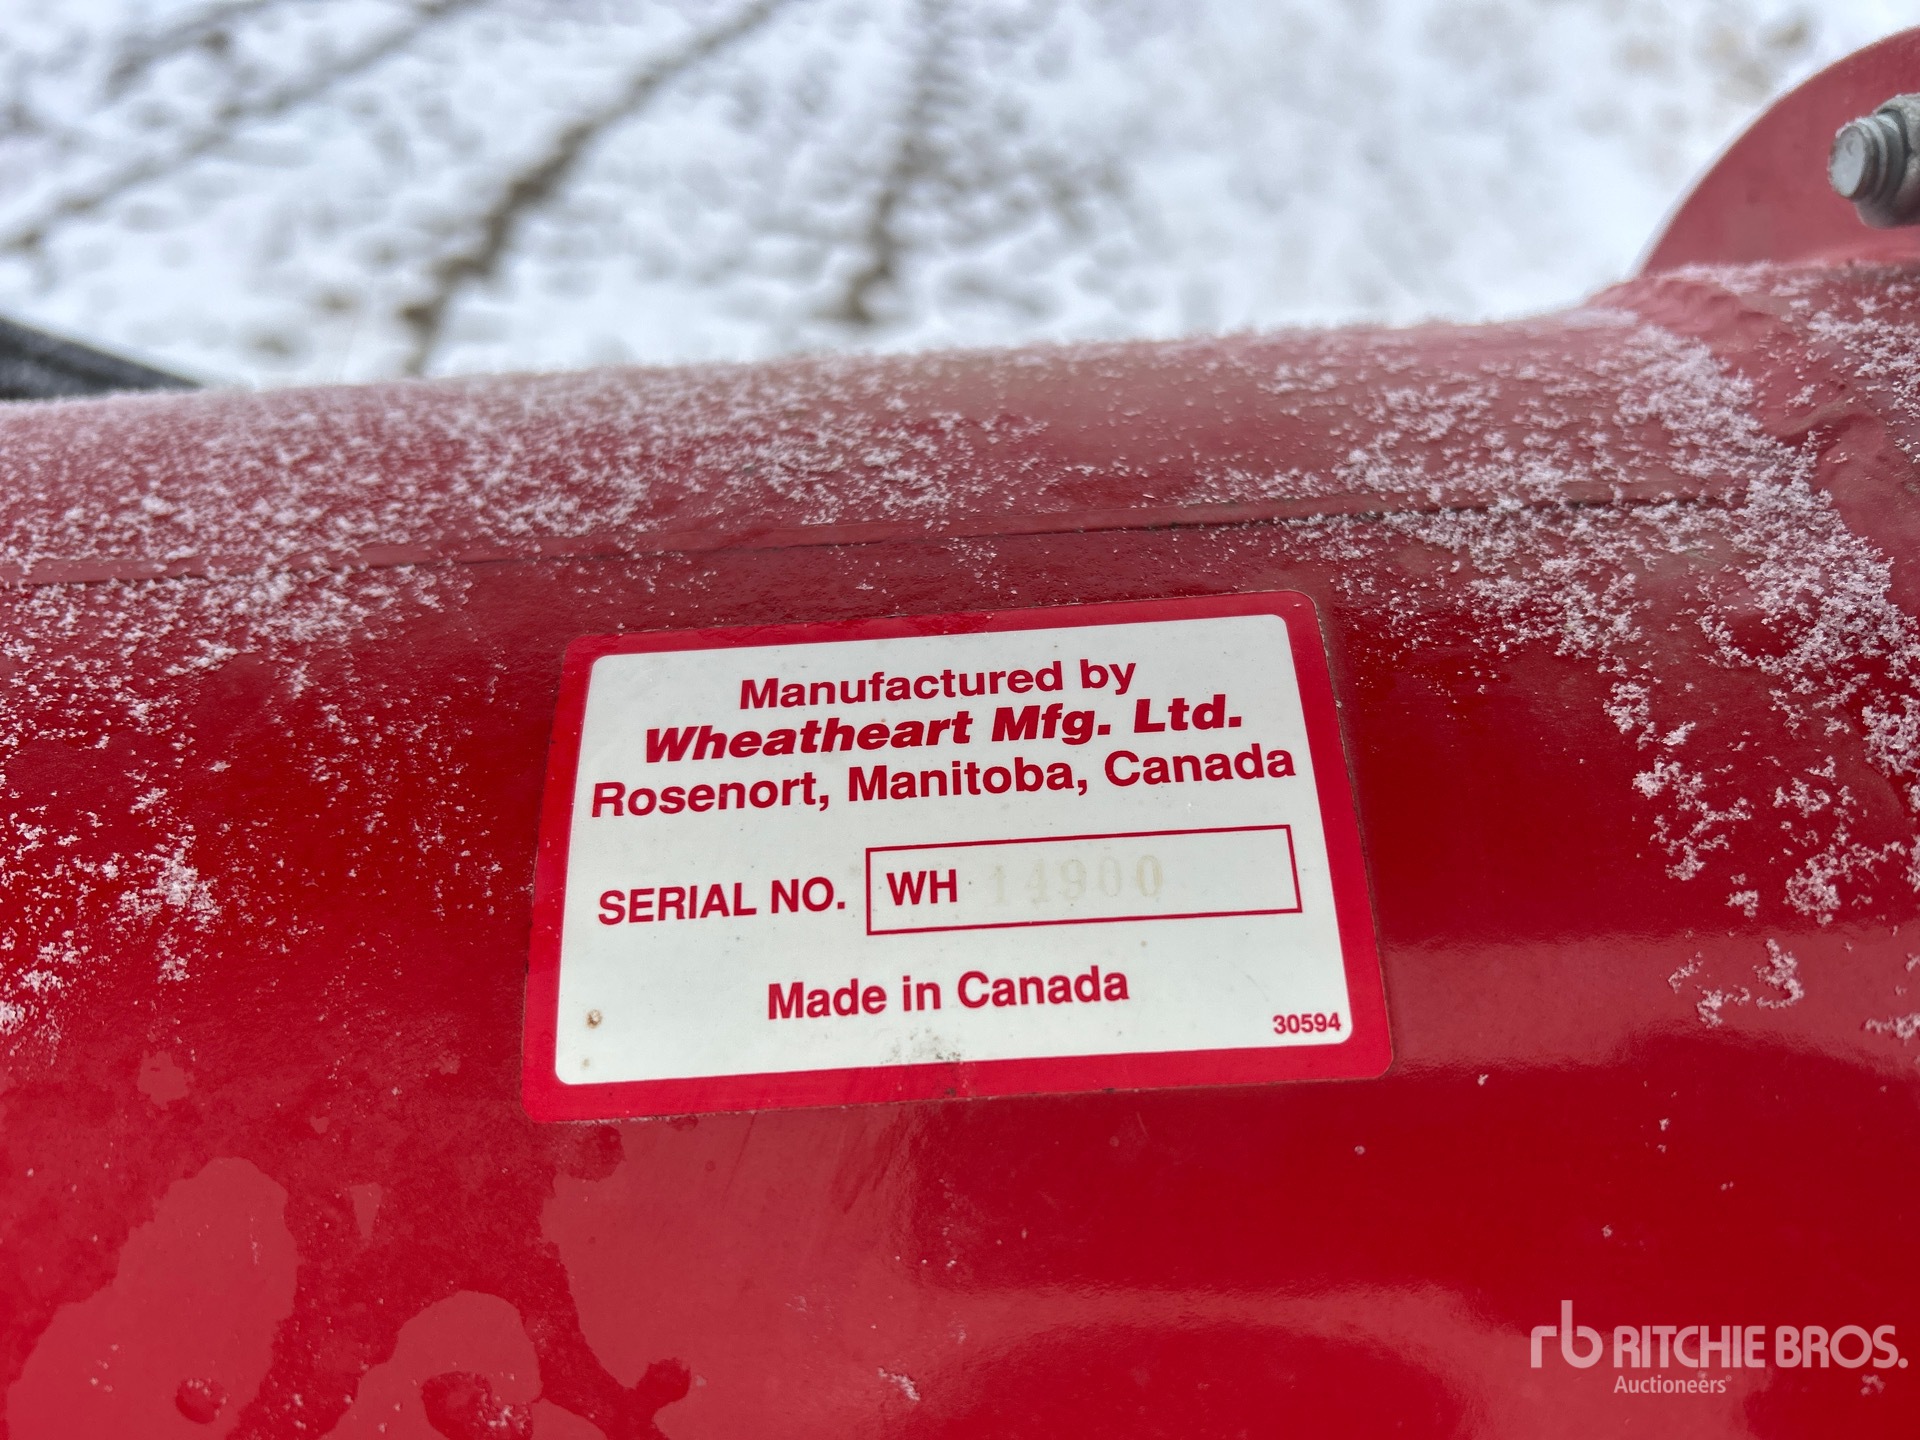 Manufactured by
Wheatheart Mfg. Ltd.
Rosenort, Manitoba, Canada
SERIAL NO. WH 14900
Made in Canada
30594
rb RITCHIE BROS.
Auctioneers